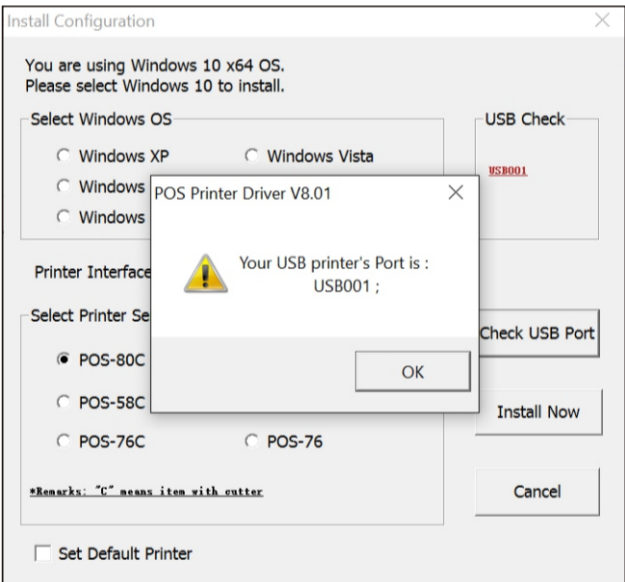 Install Configuration
You are using Windows 10 x64 OS.
Please select Windows 10 to install.
Select Windows OS
USB Check
Windows XP
Windows Vista
USB001
Windows
Windows
POS Printer Driver V8.01
Your USB printer's Port is :
USB001 ;
OK
Printer Interface
Select Printer Se
Check USB Port
POS-80C
POS-58C
Install Now
POS-76C
POS-76
*Remarks: "C" means item with cutter
Cancel
Set Default Printer